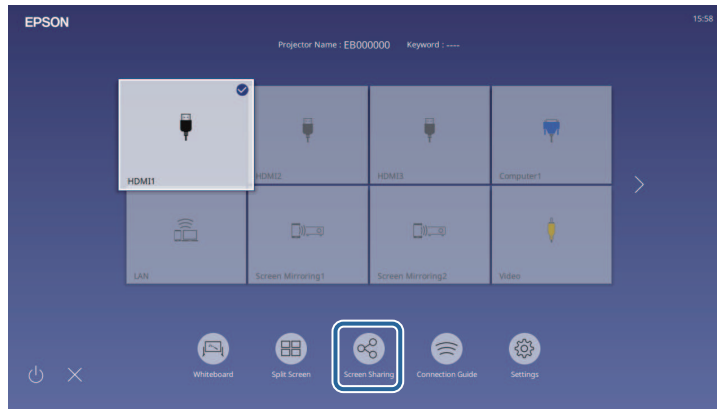 EPSON
15:58
Projector Name : EB000000 Keyword : ----
HDMI1
HDMI2
HDMI3
Computer1
LAN
Screen Mirroring1
Screen Mirroring2
Video
Whiteboard
Split Screen
Screen Sharing
Connection Guide
Settings